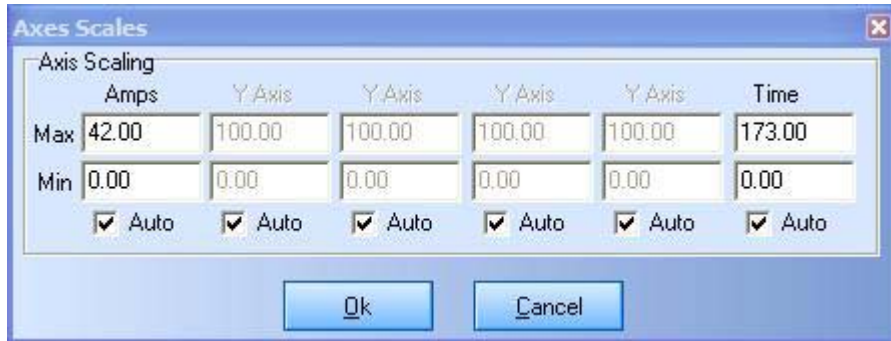 Axes Scales
Axis Scaling
Amps Y Axis Y Axis Y Axis Y Axis Time
Max 42.00 100.00 100.00 100.00 100.00 173.00
Min 0.00 0.00 0.00 0.00 0.00 0.00
Auto Auto Auto Auto Auto Auto
Ok Cancel